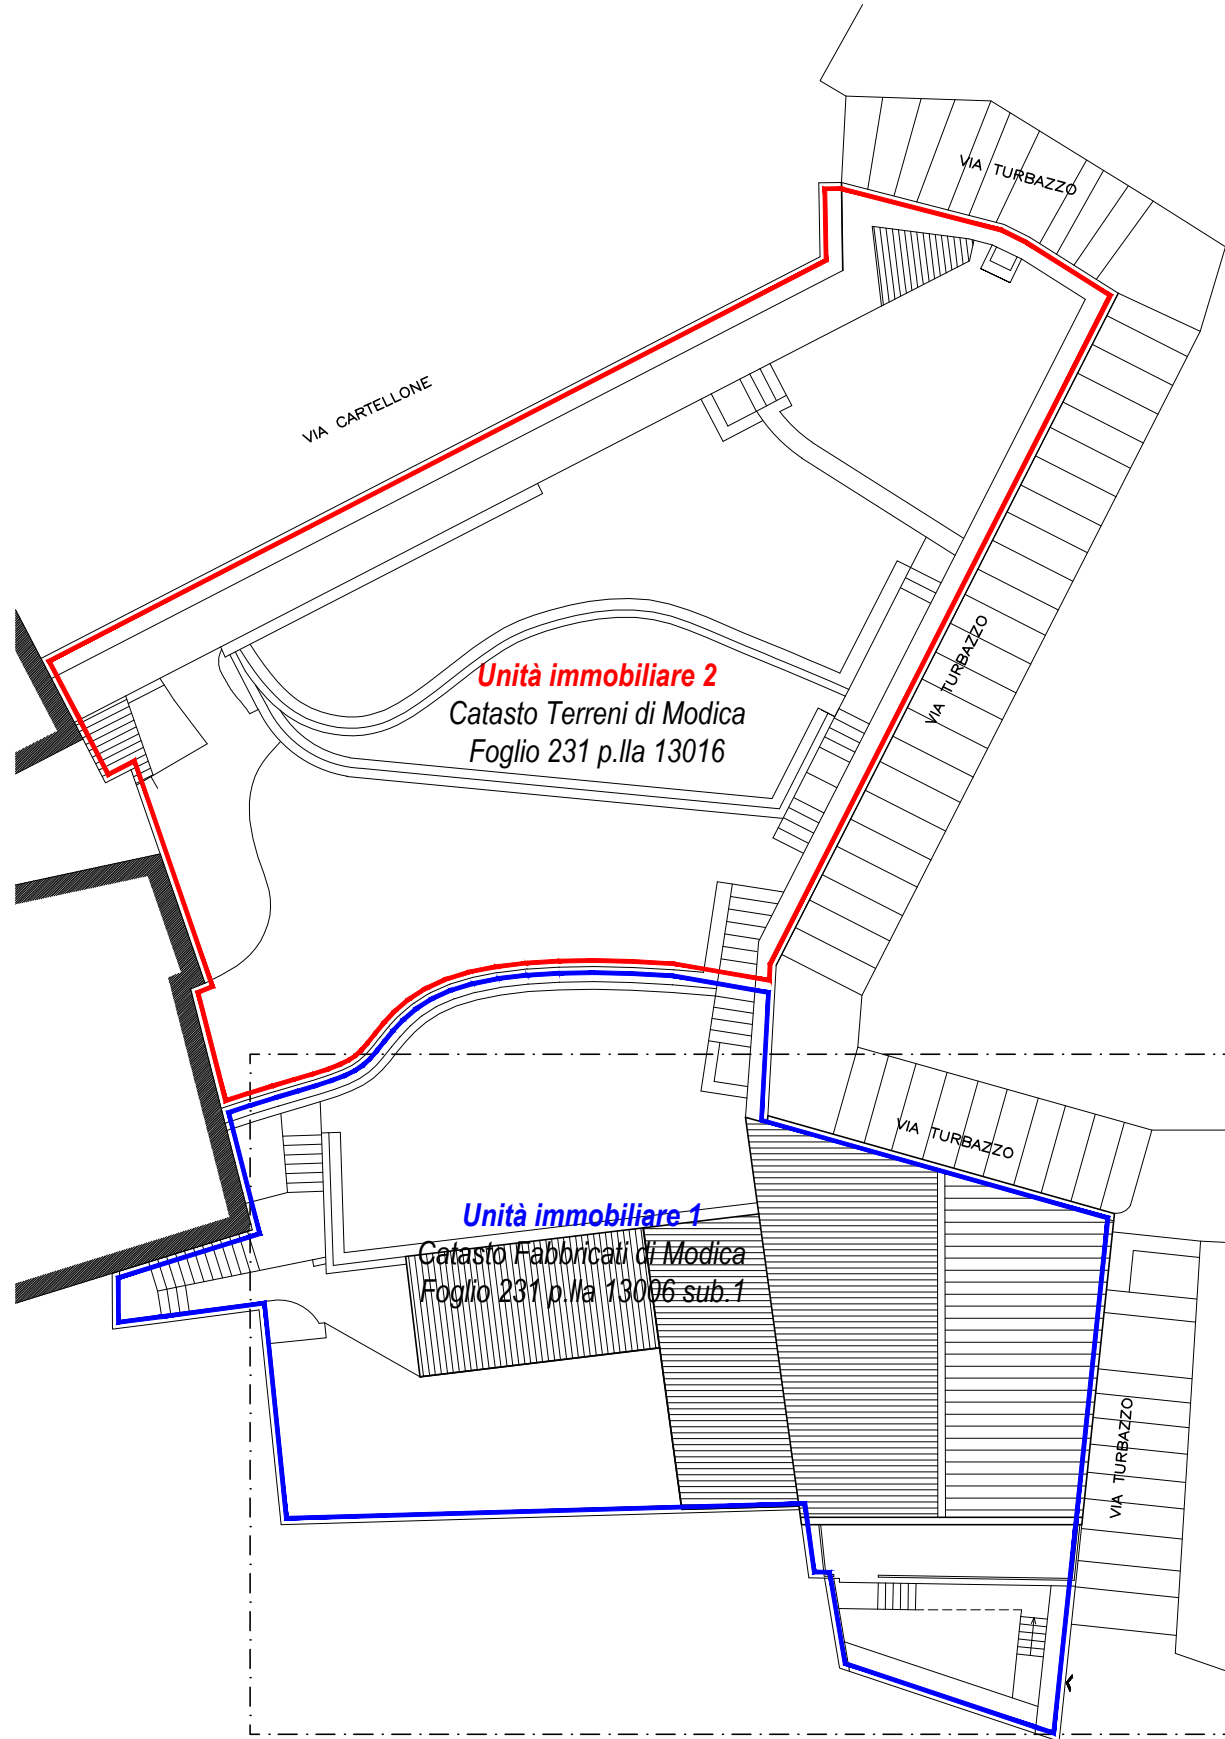 VIA TURBAZZO
VIA CARTELLONE
VIA TURBAZZO
Unità immobiliare 2
Catasto Terreni di Modica
Foglio 231 p.lla 13016
VIA TURBAZZO
Unità immobiliare 1
Catasto Fabbricati di Modica
Foglio 231 p.lla 13006 sub.1
VIA TURBAZZO